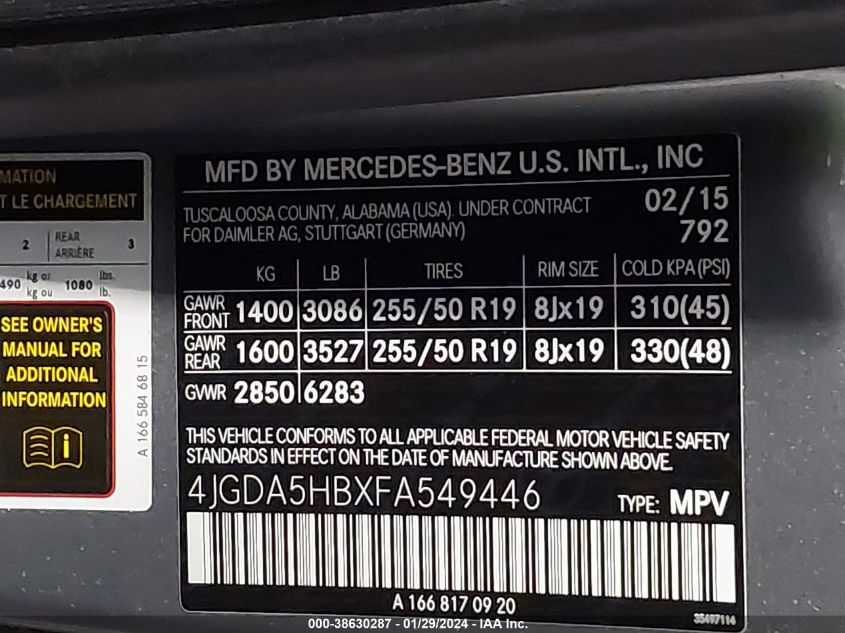 MATION
T LE CHARGEMENT
2 REAR ARRIÈRE 3
490 kg or kg ou 1080 lbs. lb.
SEE OWNER'S
MANUAL FOR
ADDITIONAL
INFORMATION
A 166 584 68 15
MFD BY MERCEDES-BENZ U.S. INTL., INC
TUSCALOOSA COUNTY, ALABAMA (USA). UNDER CONTRACT 02/15
FOR DAIMLER AG, STUTTGART (GERMANY) 792
KG LB TIRES RIM SIZE COLD KPA(PSI)
GAWR FRONT 1400 3086 255/50 R19 8Jx19 310(45)
GAWR REAR 1600 3527 255/50 R19 8Jx19 330(48)
GVWR 2850 6283
THIS VEHICLE CONFORMS TO ALL APPLICABLE FEDERAL MOTOR VEHICLE SAFETY
STANDARDS IN EFFECT ON THE DATE OF MANUFACTURE SHOWN ABOVE.
4JGDA5HBXFA549446 TYPE: MPV
A 166 817 09 20
35497114
000-38630287 - 01/29/2024 - IAA Inc.